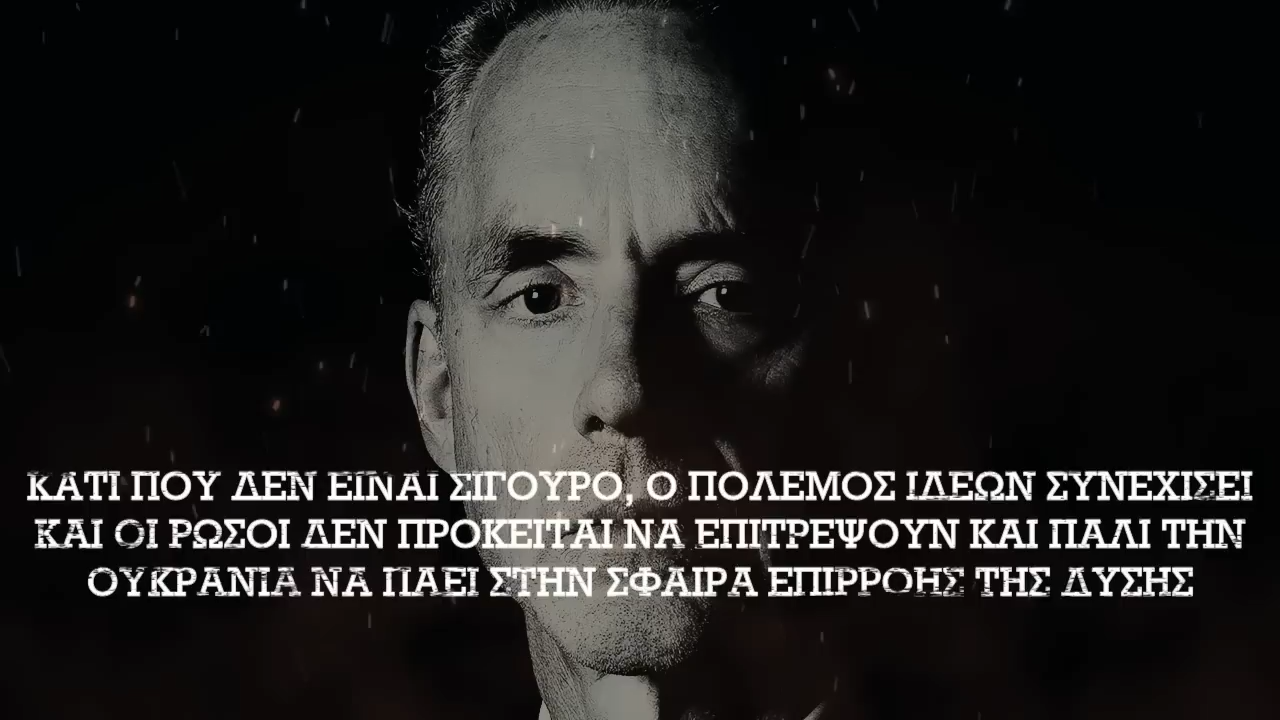 ΚΑΤΙ ΠΟΥ ΔΕΝ ΕΙΝΑΙ ΣΙΓΟΥΡΟ, Ο ΠΟΛΕΜΟΣ ΙΔΕΩΝ ΣΥΝΕΧΙΣΕΙ
ΚΑΙ ΟΙ ΡΩΣΟΙ ΔΕΝ ΠΡΟΚΕΙΤΑΙ ΝΑ ΕΠΙΤΡΕΨΟΥΝ ΚΑΙ ΠΑΛΙ ΤΗΝ
ΟΥΚΡΑΝΙΑ ΝΑ ΠΑΕΙ ΣΤΗΝ ΣΦΑΙΡΑ ΕΠΙΡΡΟΗΣ ΤΗΣ ΔΥΣΗΣ